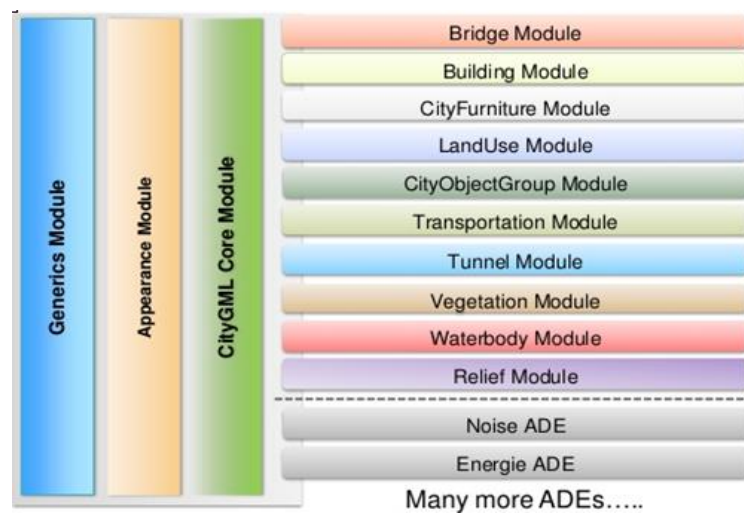 Generics Module
Appearance Module
CityGML Core Module
Bridge Module
Building Module
CityFurniture Module
LandUse Module
CityObjectGroup Module
Transportation Module
Tunnel Module
Vegetation Module
Waterbody Module
Relief Module
Noise ADE
Energie ADE
Many more ADEs.....